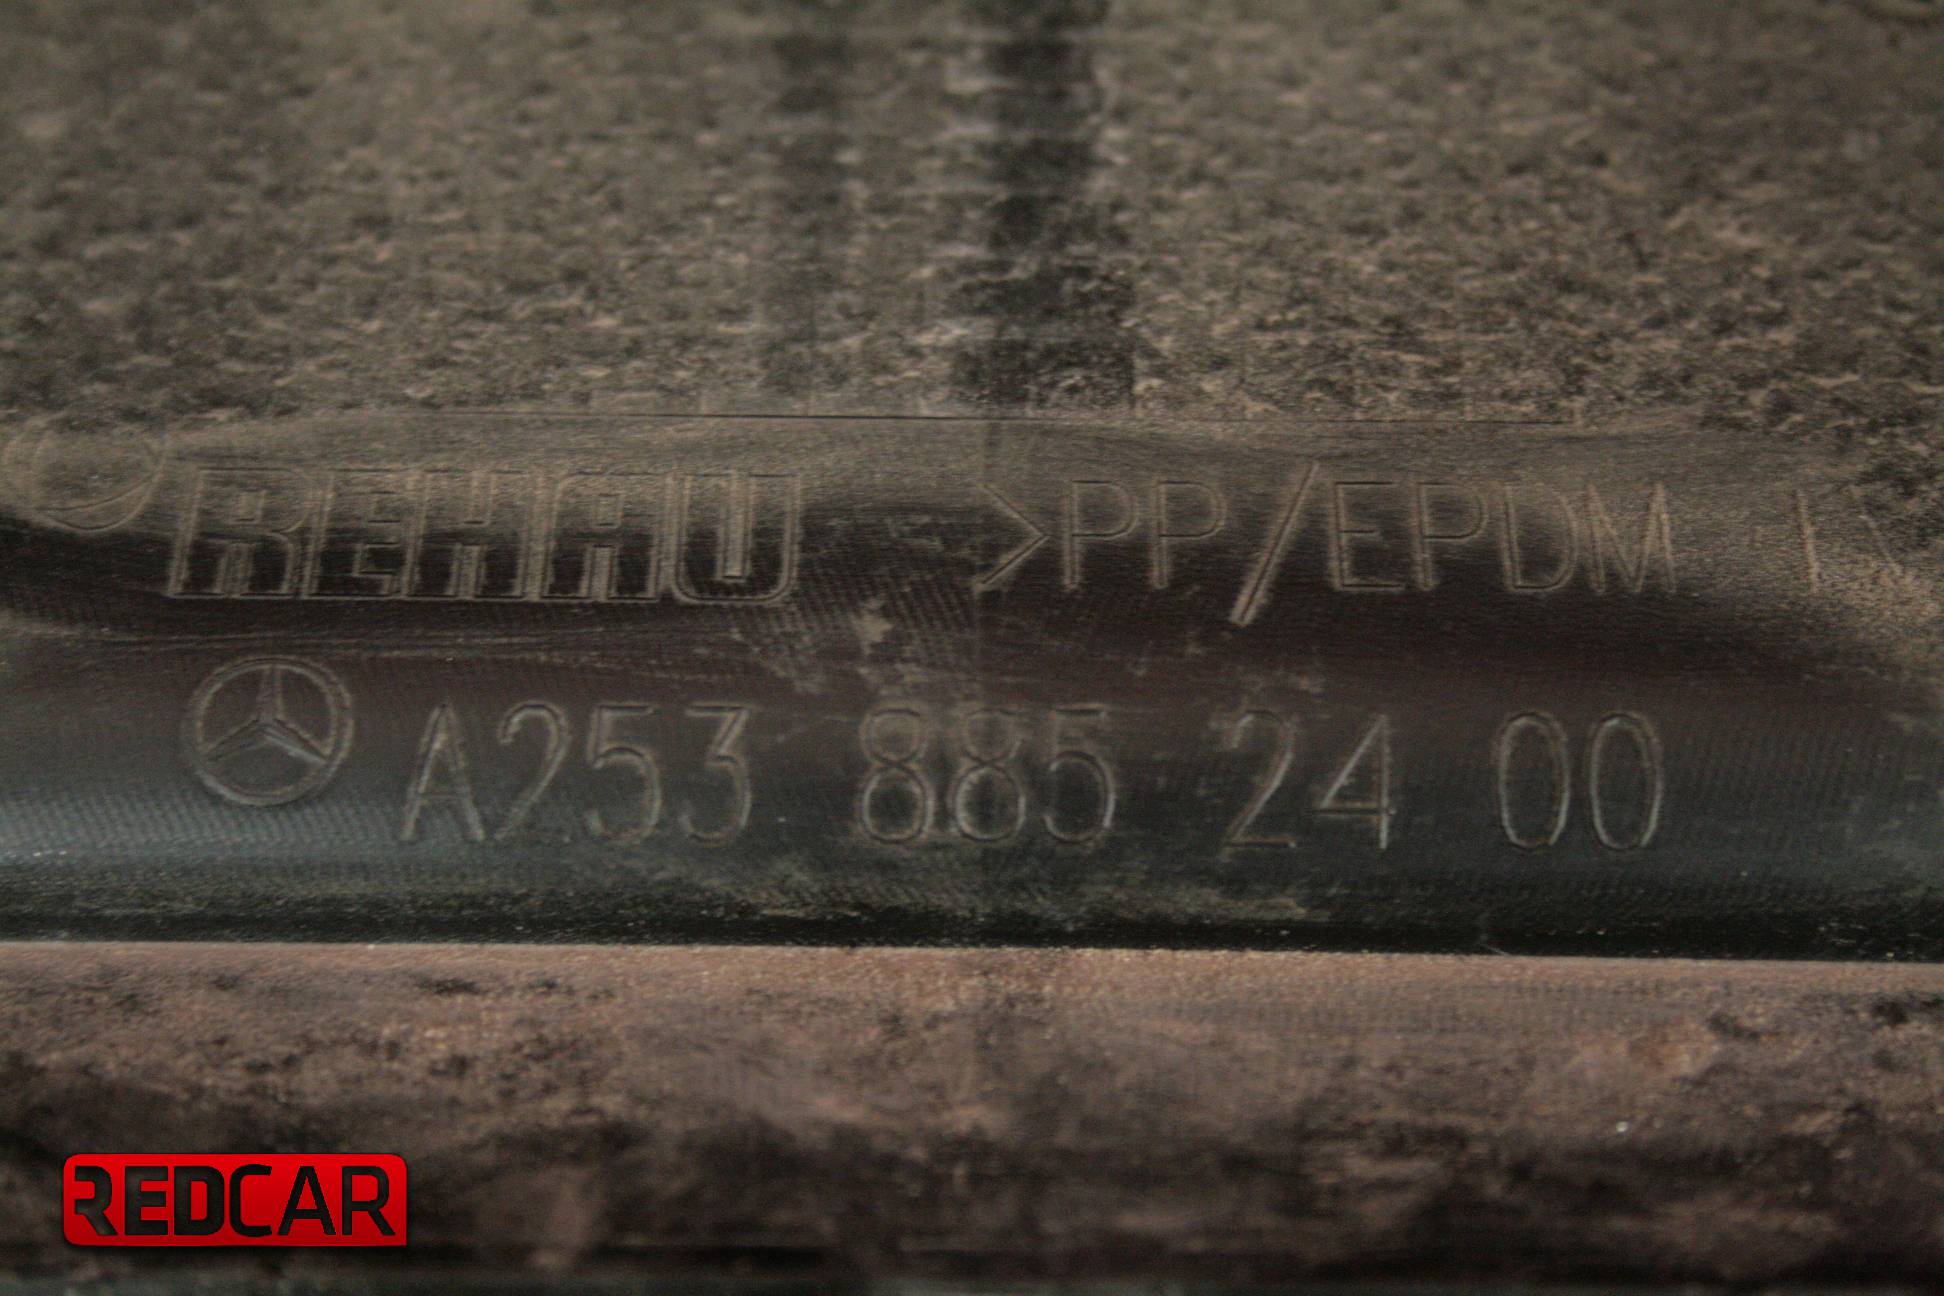 REHAU >PP/EPDM
A253 885 24 00
REDCAR